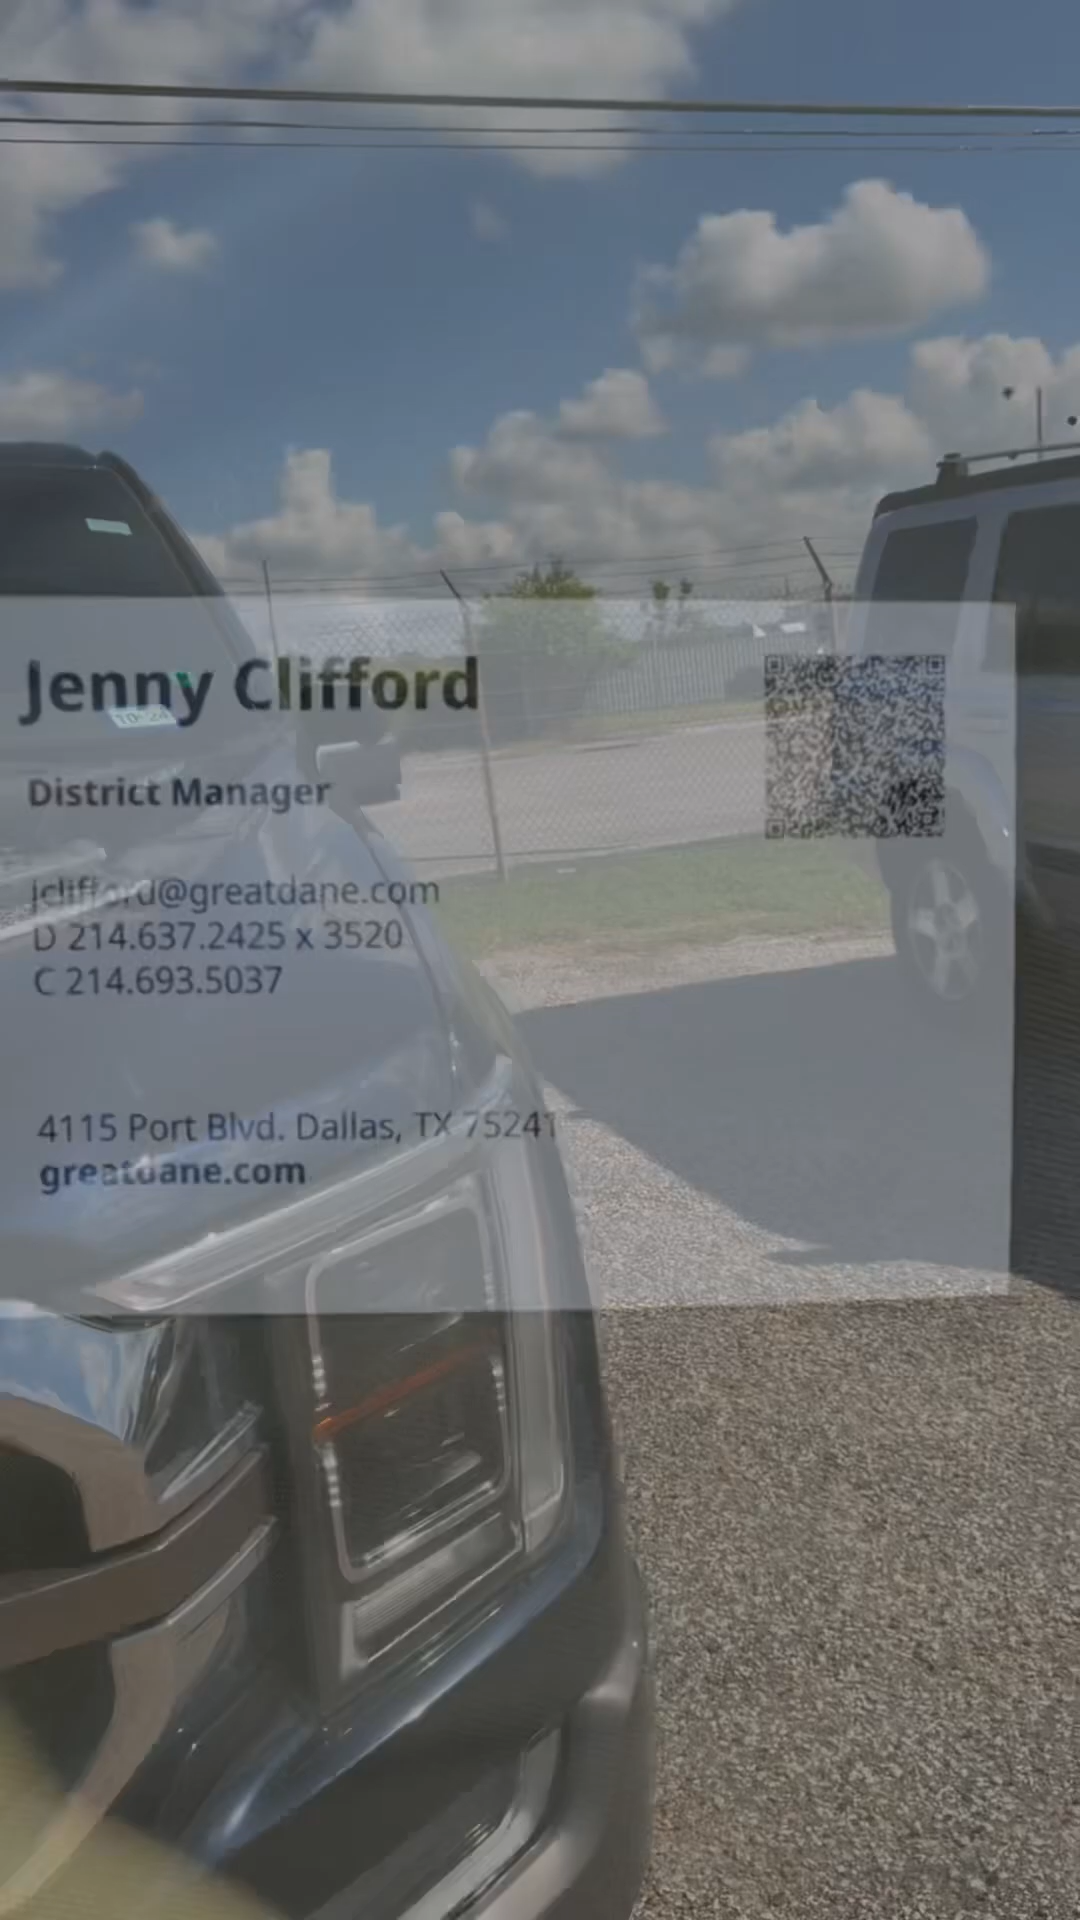 Jenny Clifford
District Manager
jclifford@greatdane.com
D 214.637.2425 x 3520
C 214.693.5037
4115 Port Blvd. Dallas, TX 75241
greatdane.com